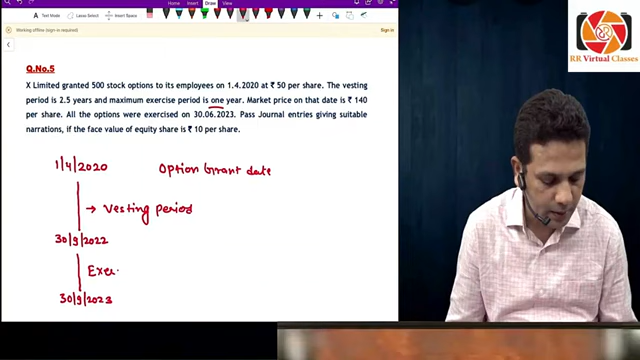 Text Mode
Lasso Select
Insert Space
Draw
View
Working offline (sign-in required)
Sign in
Q.No.5
X Limited granted 500 stock options to its employees on 1.4.2020 at ₹ 50 per share. The vesting
period is 2.5 years and maximum exercise period is one year. Market price on that date is ₹ 140
per share. All the options were exercised on 30.06.2023. Pass Journal entries giving suitable
narrations, if the face value of equity share is ₹ 10 per share.
1/4/2020 Option Grant date
→ Vesting period
30/9/2022
Exer
30/9/2023
RR
RR Virtual Classes